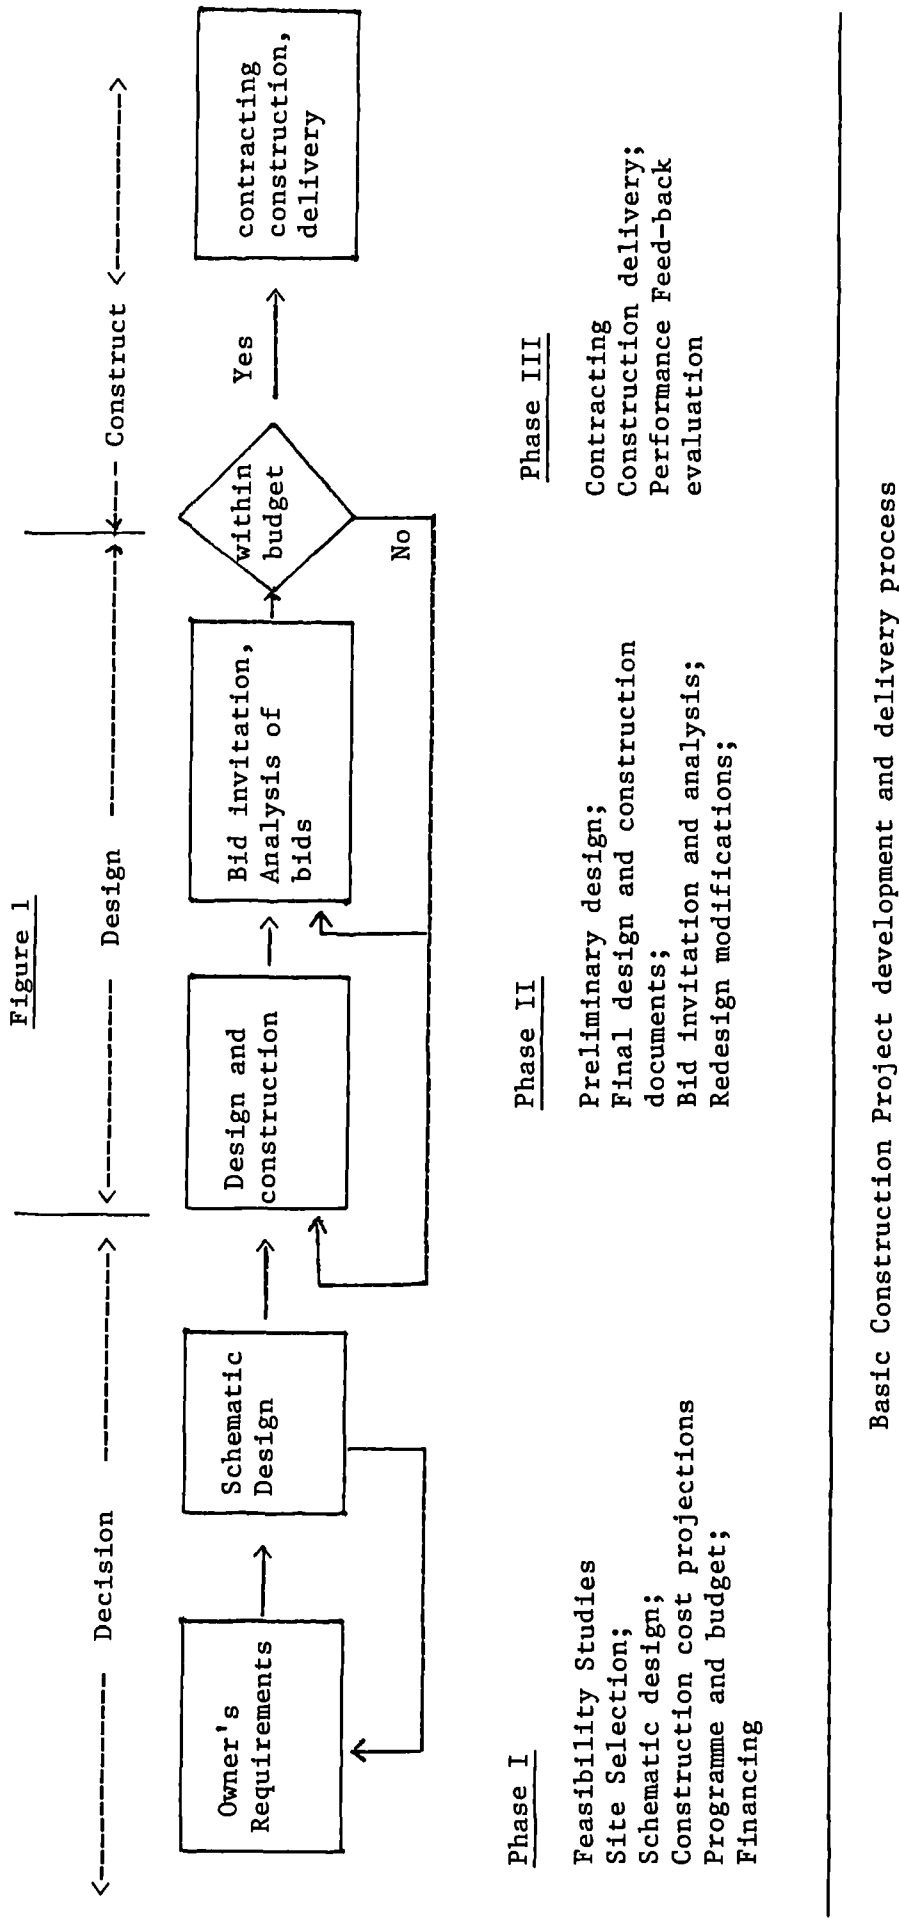 Figure 1
Decision
Design
Construct
Owner's
Requirements
Schematic
Design
Design and
construction
Bid invitation,
Analysis of
bids
within
budget
Yes
No
contracting
construction,
delivery
Phase I
Feasibility Studies
Site Selection;
Schematic design;
Construction cost projections
Programme and budget;
Financing
Phase II
Preliminary design;
Final design and construction
documents;
Bid invitation and analysis;
Redesign modifications;
Phase III
Contracting
Construction delivery;
Performance Feed-back
evaluation
Basic Construction Project development and delivery process